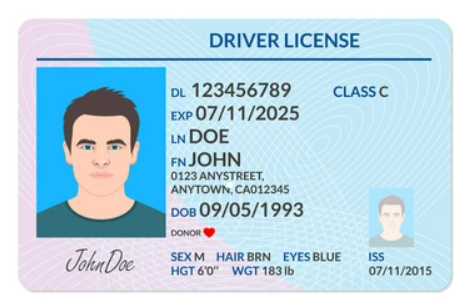 DRIVER LICENSE
DL 123456789 CLASS C
EXP 07/11/2025
LN DOE
FN JOHN
0123 ANYSTREET,
ANYTOWN, CA012345
DOB 09/05/1993
DONOR
JohnDoe
SEX M HAIR BRN EYES BLUE ISS
HGT 6'0" WGT 183 lb 07/11/2015